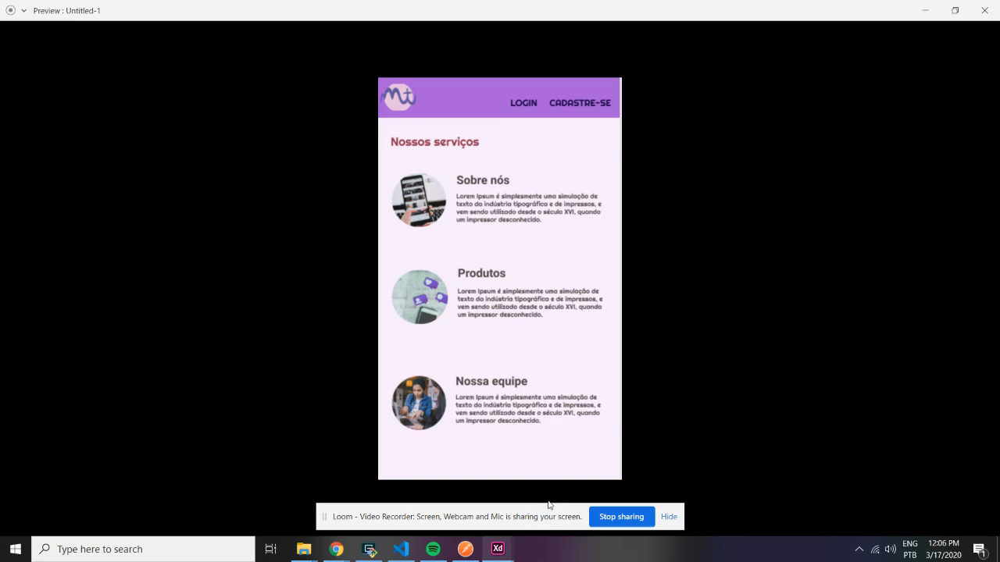 Preview : Untitled-1
Mt
LOGIN CADASTRE-SE
Nossos serviços
Sobre nós
Lorem Ipsum é simplesmente uma simulação de
texto da indústria tipográfica e de impressos, e
vem sendo utilizado desde o século XVI, quando
um impressor desconhecido.
Produtos
Lorem Ipsum é simplesmente uma simulação de
texto da indústria tipográfica e de impressos, e
vem sendo utilizado desde o século XVI, quando
um impressor desconhecido.
Nossa equipe
Lorem Ipsum é simplesmente uma simulação de
texto da indústria tipográfica e de impressos, e
vem sendo utilizado desde o século XVI, quando
um impressor desconhecido.
Loom - Video Recorder: Screen, Webcam and Mic is sharing your screen. Stop sharing Hide
Type here to search
Xd
ENG 12:06 PM
PTB 3/17/2020
1